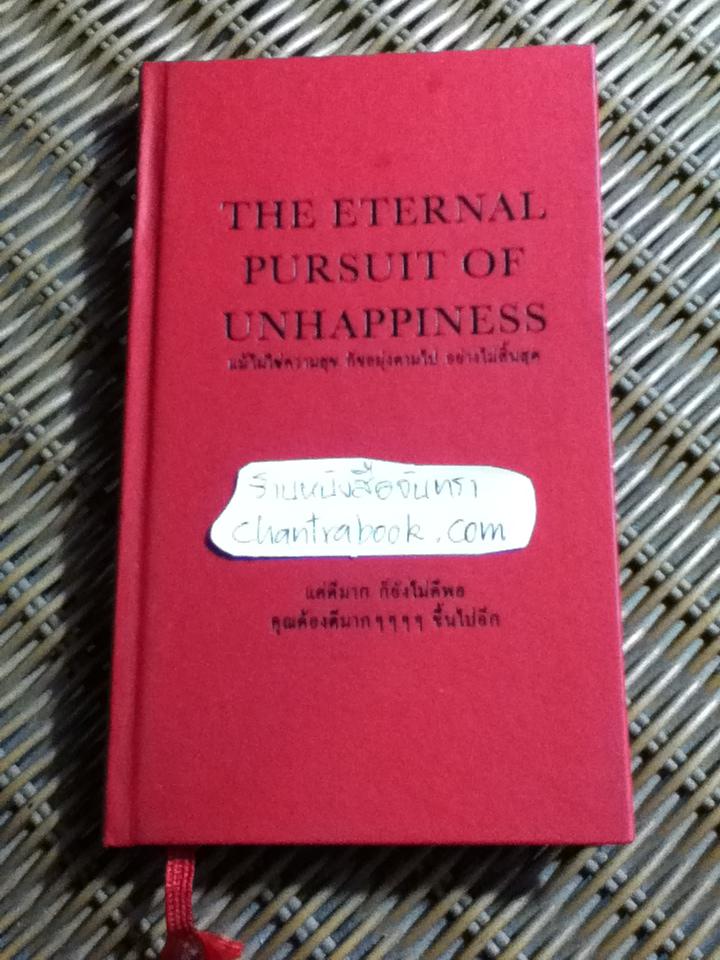 THE ETERNAL
PURSUIT OF
UNHAPPINESS
แม้ไม่ใช่ความสุข ก็ขอมุ่งตามไป อย่างไม่สิ้นสุด
ร้านหนังสือจันทรา
chantrabook.com
แค่ดีมาก ก็ยังไม่ดีพอ
คุณต้องดีมากๆๆๆๆ ขึ้นไปอีก